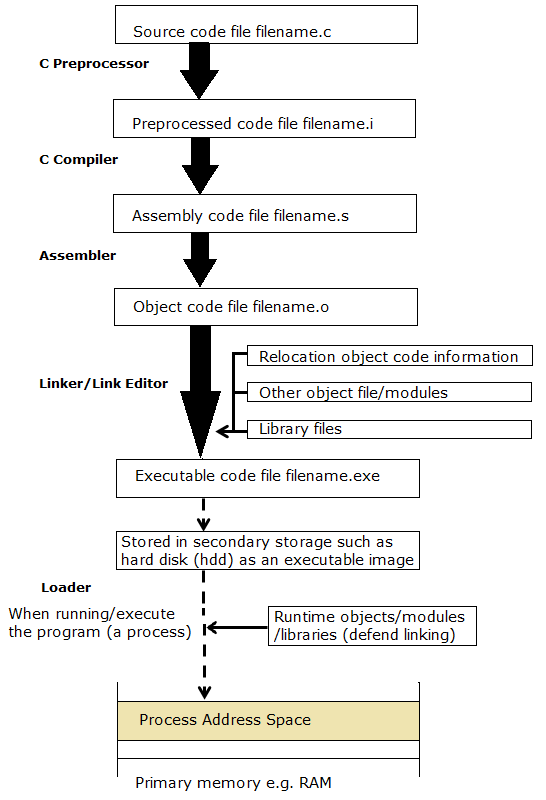 Source code file filename.c
C Preprocessor
Preprocessed code file filename.i
C Compiler
Assembly code file filename.s
Assembler
Object code file filename.o
Relocation object code information
Linker/Link Editor
Other object file/modules
Library files
Executable code file filename.exe
Stored in secondary storage such as
hard disk (hdd) as an executable image
Loader
When running/execute
the program (a process)
Runtime objects/modules
/libraries (defend linking)
Process Address Space
Primary memory e.g. RAM